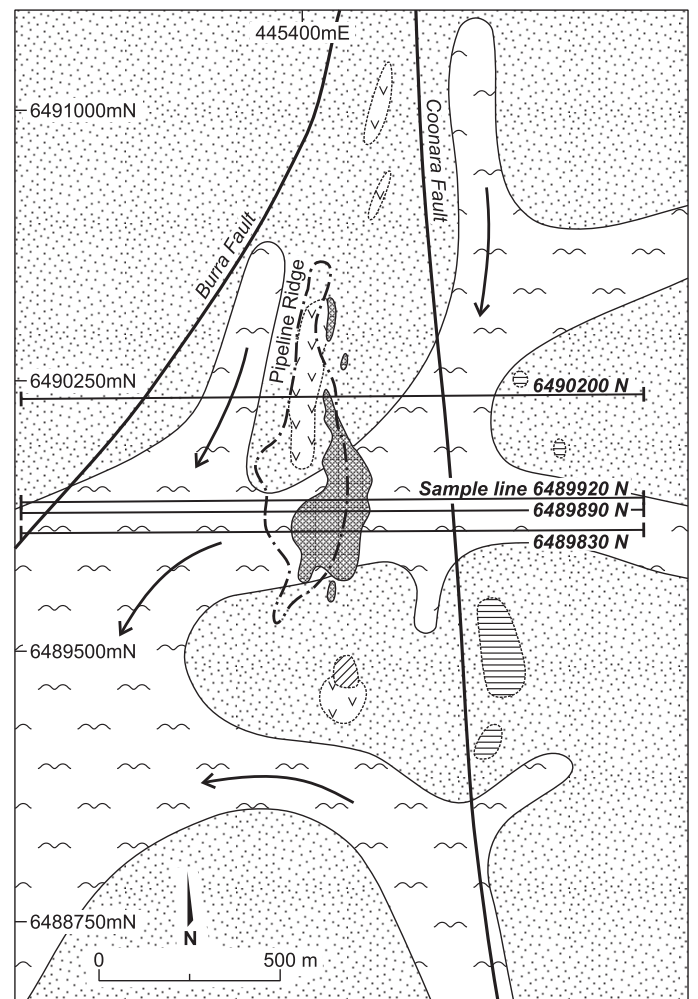 445400mE
6491000mN
Coonara Fault
Burra Fault
Pipeline Ridge
6490250mN
6490200 N
Sample line 6489920 N
6489890 N
6489830 N
6489500mN
6488750mN
N
0 500 m